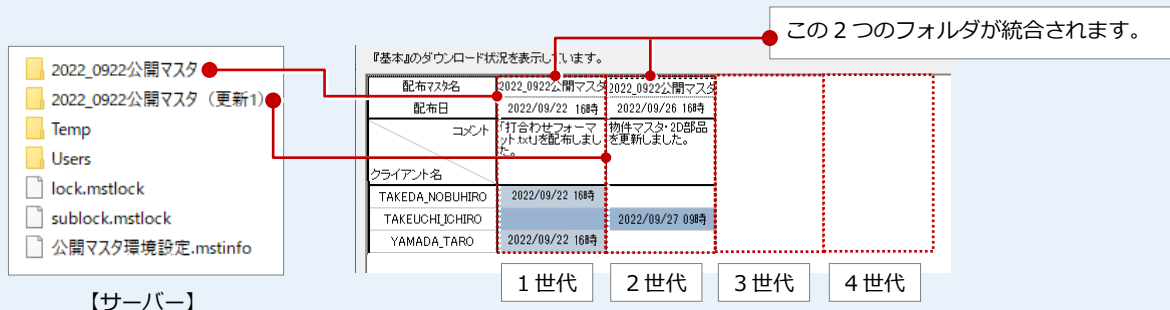 この2つのフォルダが統合されます。
2022_0922公開マスタ
2022_0922公開マスタ（更新1）
Temp
Users
lock.mstlock
sublock.mstlock
公開マスタ環境設定.mstinfo
【サーバー】
『基本』のダウンロード状況を表示しています。
配布マスタ名 2022_0922公開マスタ 2022_0922公開マスタ
配布日 2022/09/22 16時 2022/09/26 16時
コメント 「打合わせフォーマ 物件マスタ・2D部品
ット.txt」を配布しまし を更新しました。
た。
クライアント名
TAKEDA_NOBUHIRO 2022/09/22 16時
TAKEUCHI_ICHIRO 2022/09/27 09時
YAMADA_TARO 2022/09/22 16時
1世代 2世代 3世代 4世代